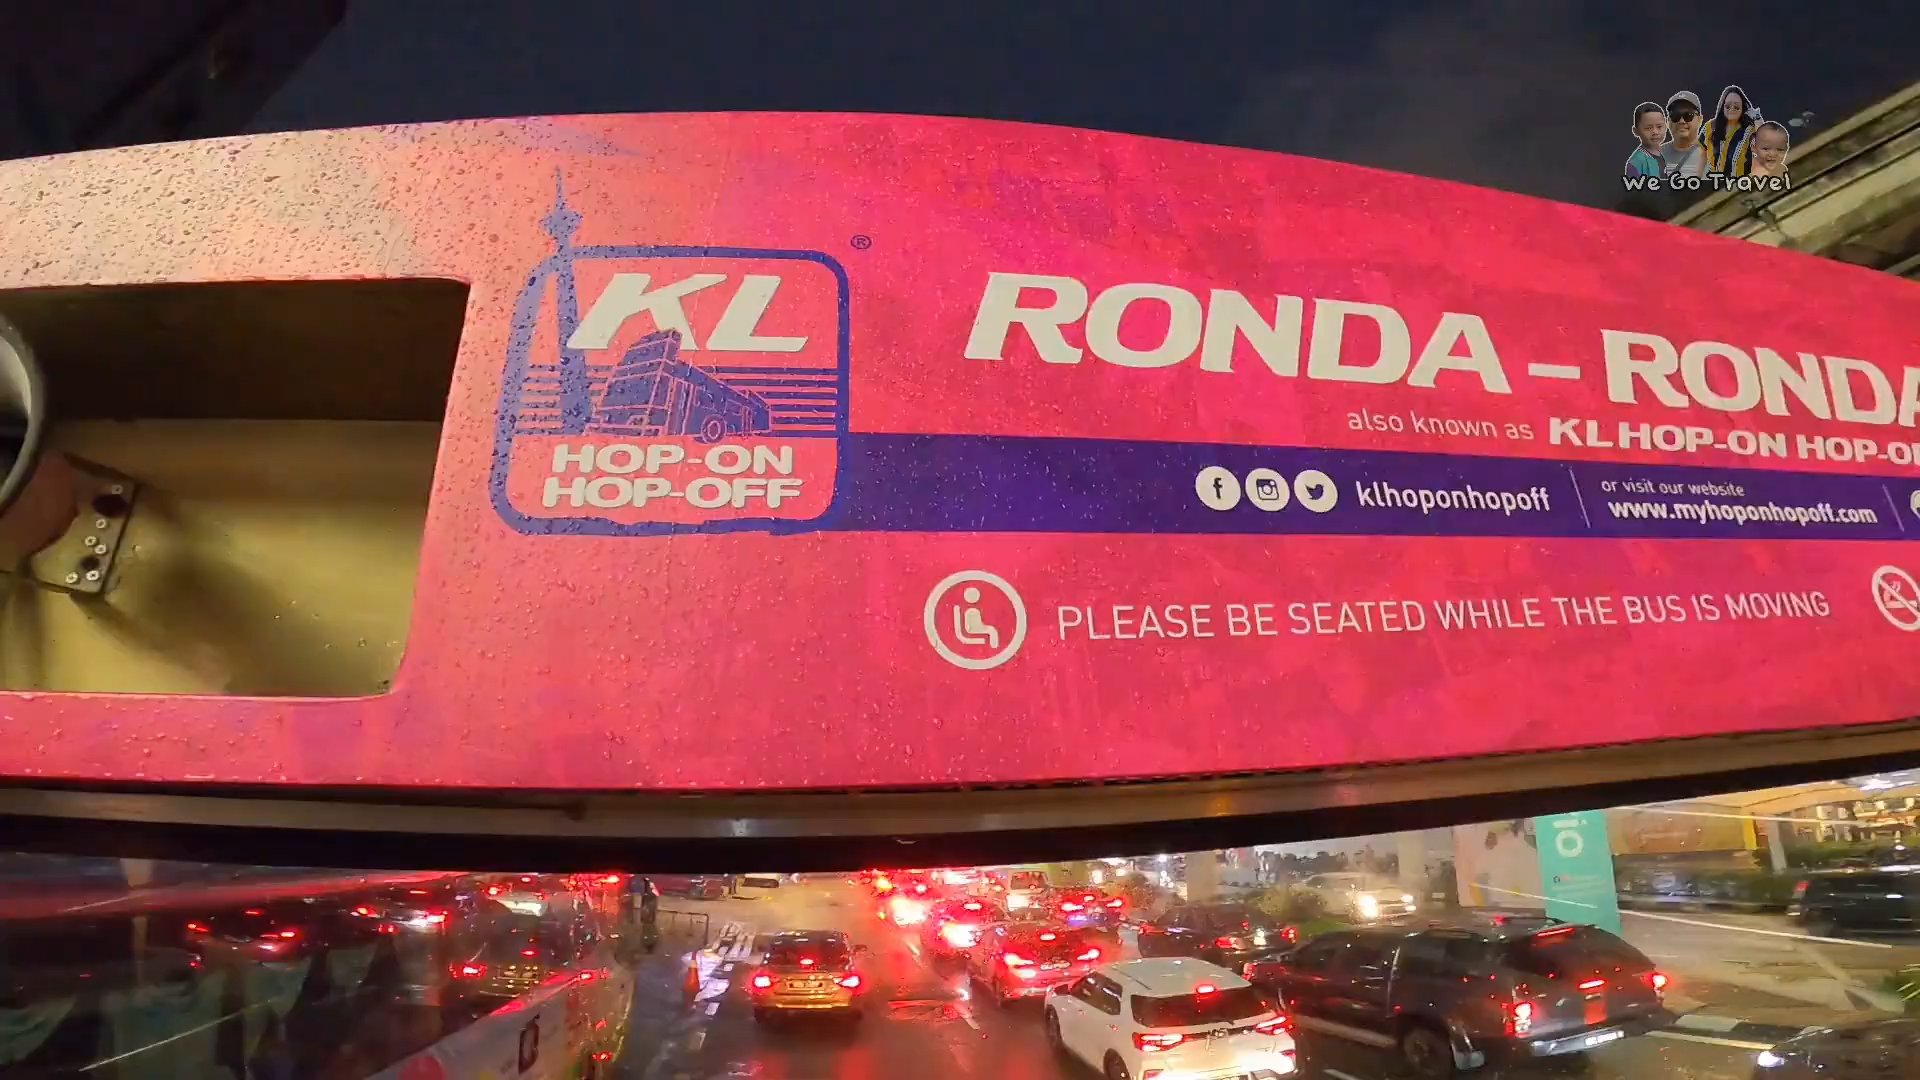 We Go Travel
KL
®
HOP-ON
HOP-OFF
RONDA - RONDA
also known as KL HOP-ON HOP-O
klhoponhopoff
or visit our website
www.myhoponhopoff.com
PLEASE BE SEATED WHILE THE BUS IS MOVING